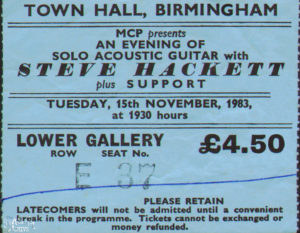 TOWN HALL, BIRMINGHAM
MCP presents
AN EVENING OF
SOLO ACOUSTIC GUITAR with
STEVE HACKETT
plus SUPPORT
TUESDAY, 15th NOVEMBER, 1983,
at 1930 hours
LOWER GALLERY £4.50
ROW SEAT No.
E 37
PLEASE RETAIN
LATECOMERS will not be admitted until a convenient
break in the programme. Tickets cannot be exchanged or
money refunded.